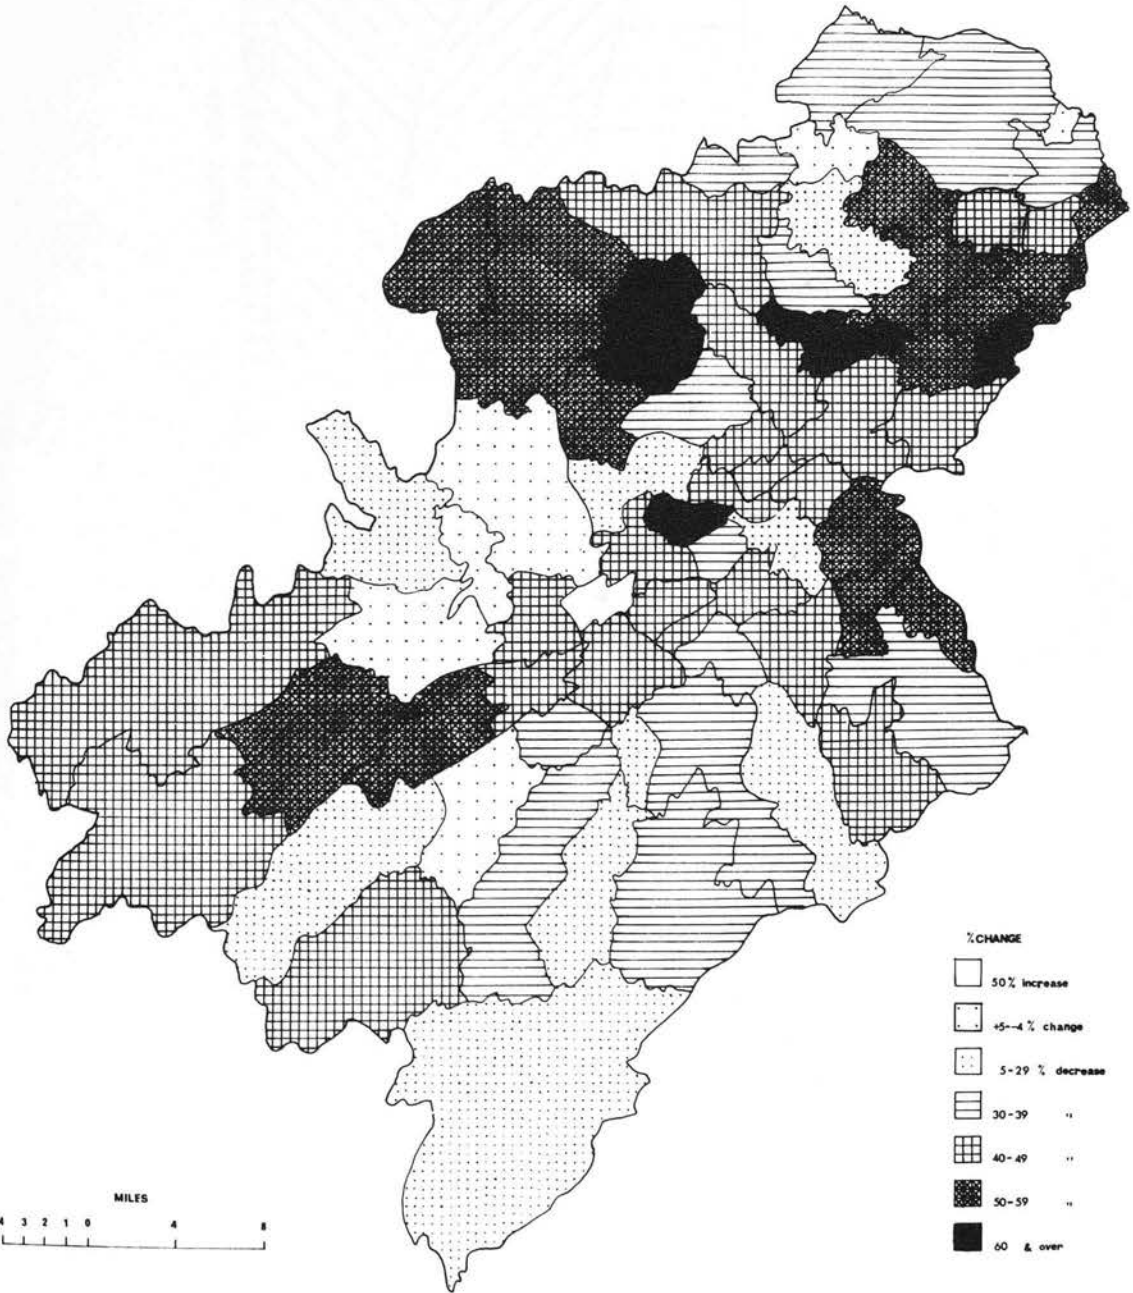 %CHANGE
50% increase
+5--4 % change
5-29 % decrease
30-39 "
40-49 "
50-59 "
60 & over
MILES
4 3 2 1 0 4 8